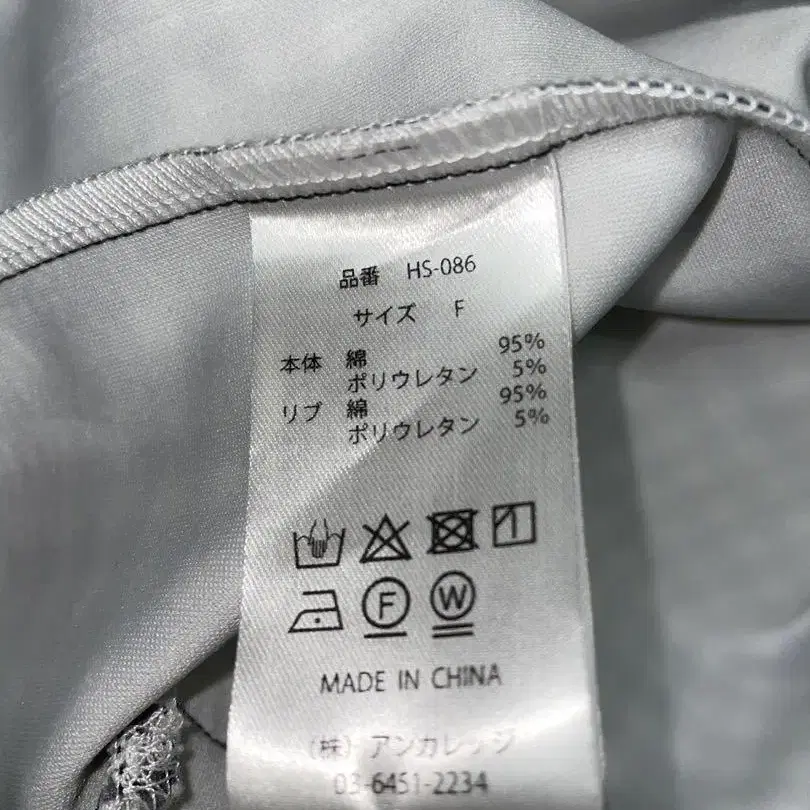 品番 HS-086
サイズ F
本体 綿 95%
ポリウレタン 5%
リブ 綿 95%
ポリウレタン 5%
F W
MADE IN CHINA
(株)アンカレッジ
03-6451-2234